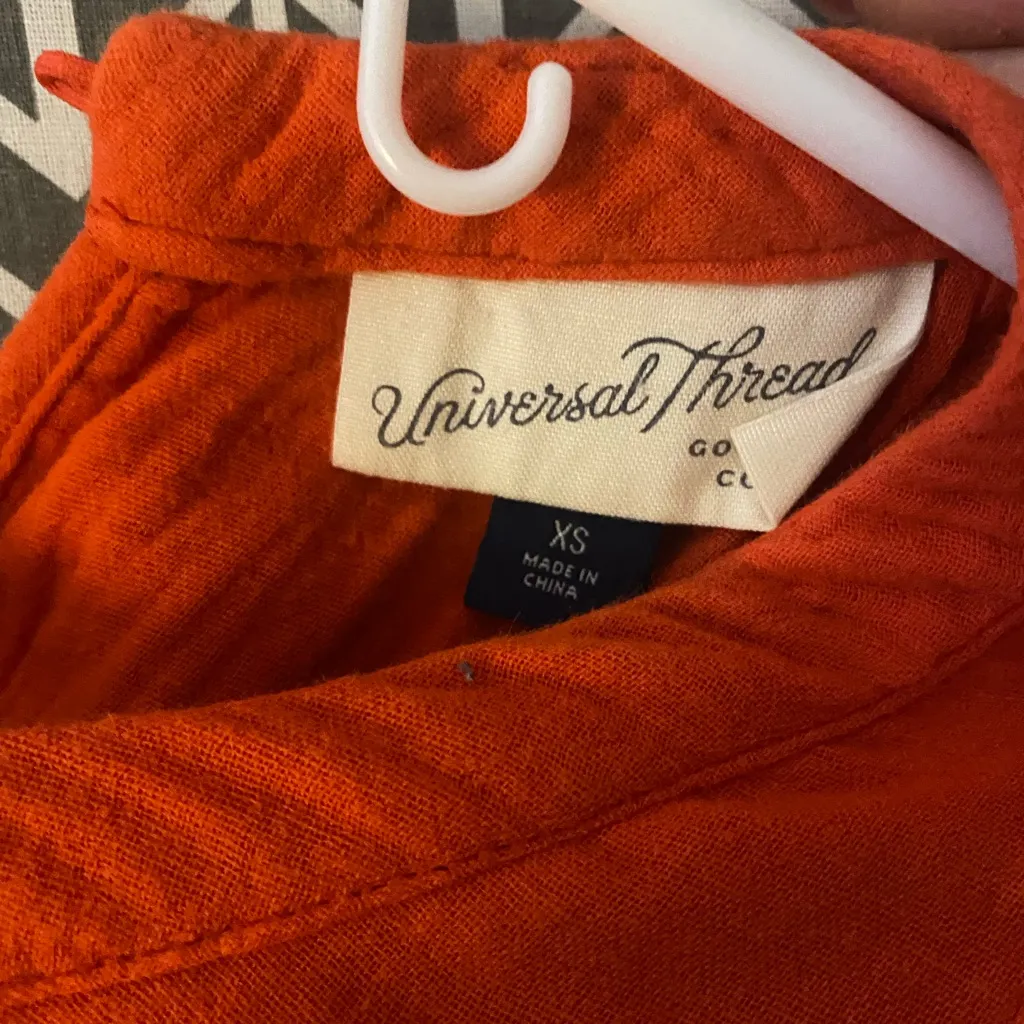 Universal Thread
XS
MADE IN
CHINA